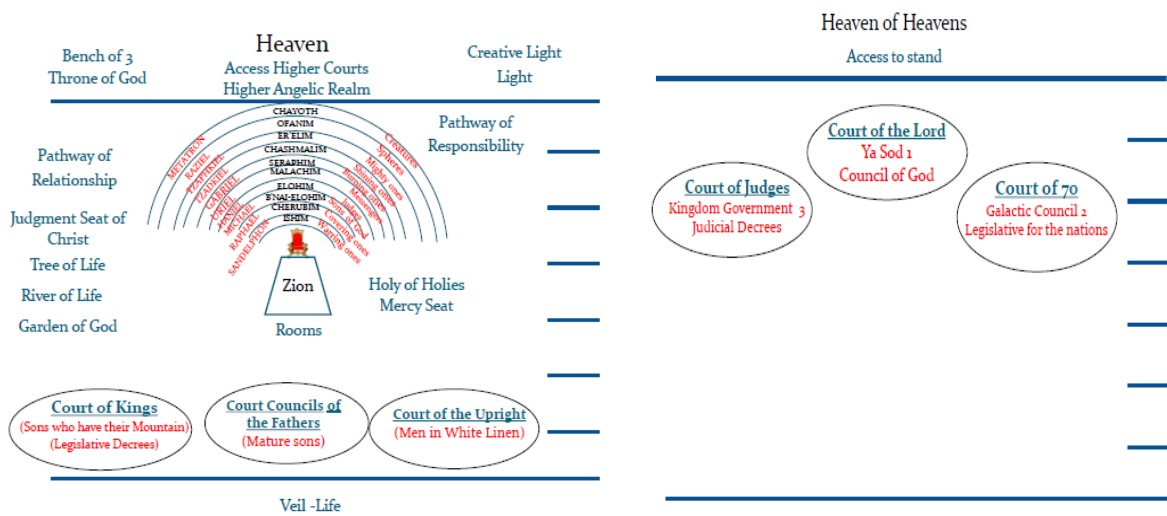 Heaven
Bench of 3
Throne of God
Access Higher Courts
Higher Angelic Realm
Creative Light
Light
CHAYOTH
OFANIM
ER'ELIM
CHASHMALIM
SERAPHIM
MALACHIM
ELOHIM
B'NAI-ELOHIM
CHERUBIM
ISHIM
METATRON
RAZIEL
TZAPHKIEL
TZADKIEL
GABRIEL
URIEL
HANIEL
MICHAEL
RAPHAEL
SANDELPHON
Creatures
Spheres
Mighty ones
Shining ones
Burning ones
Messengers
Judges
Sons of God
Covering ones
Warring ones
Pathway of
Relationship
Pathway of
Responsibility
Judgment Seat of
Christ
Tree of Life
River of Life
Garden of God
Zion
Rooms
Holy of Holies
Mercy Seat
Court of Kings
(Sons who have their Mountain)
(Legislative Decrees)
Court Councils of
the Fathers
(Mature sons)
Court of the Upright
(Men in White Linen)
Veil -Life
Heaven of Heavens
Access to stand
Court of the Lord
Ya Sod 1
Council of God
Court of Judges
Kingdom Government 3
Judicial Decrees
Court of 70
Galactic Council 2
Legislative for the nations